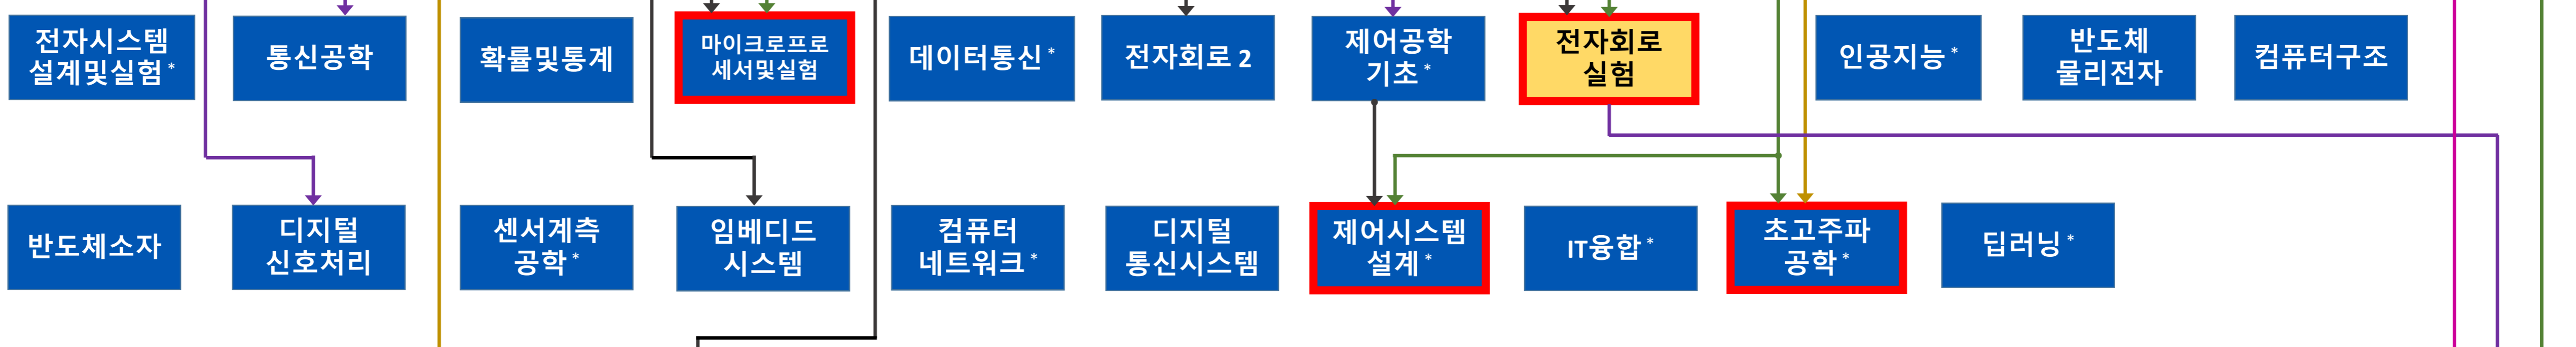 전자시스템
설계및실험 *
통신공학
확률및통계
마이크로프로
세서및실험
데이터통신 *
전자회로 2
제어공학
기초 *
전자회로
실험
인공지능 *
반도체
물리전자
컴퓨터구조
반도체소자
디지털
신호처리
센서계측
공학 *
임베디드
시스템
컴퓨터
네트워크 *
디지털
통신시스템
제어시스템
설계 *
IT융합 *
초고주파
공학 *
딥러닝 *